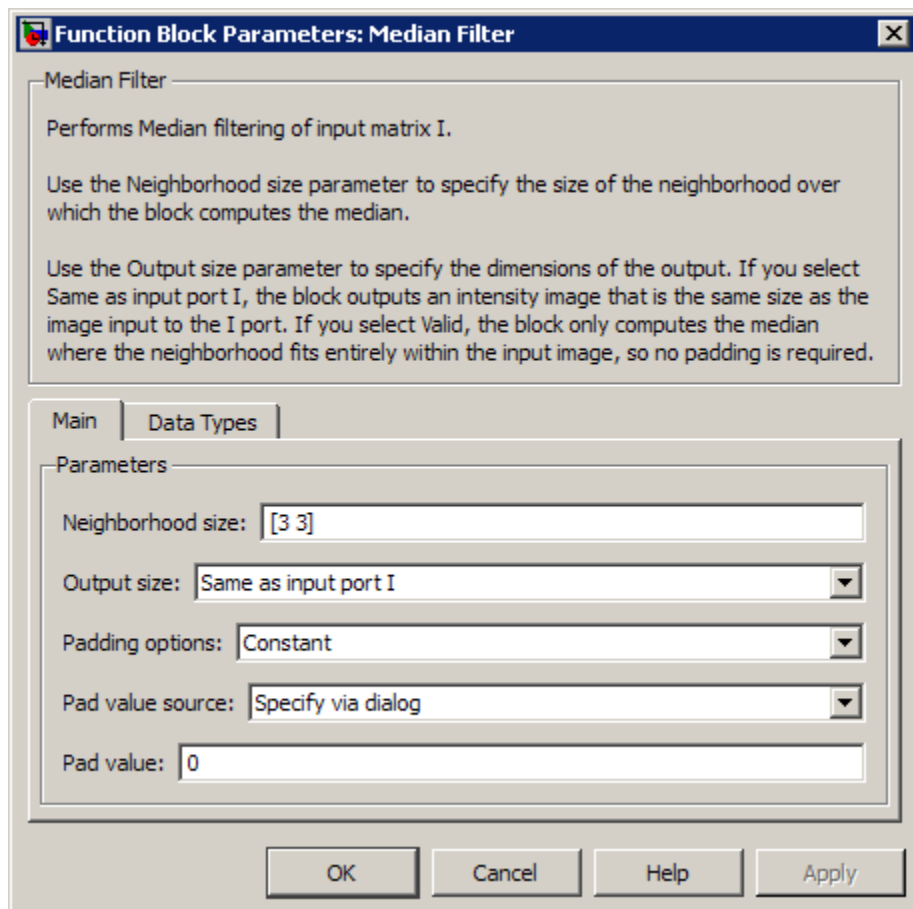 Function Block Parameters: Median Filter
Median Filter
Performs Median filtering of input matrix I.
Use the Neighborhood size parameter to specify the size of the neighborhood over
which the block computes the median.
Use the Output size parameter to specify the dimensions of the output. If you select
Same as input port I, the block outputs an intensity image that is the same size as the
image input to the I port. If you select Valid, the block only computes the median
where the neighborhood fits entirely within the input image, so no padding is required.
Main Data Types
Parameters
Neighborhood size: [3 3]
Output size: Same as input port I
Padding options: Constant
Pad value source: Specify via dialog
Pad value: 0
OK Cancel Help Apply